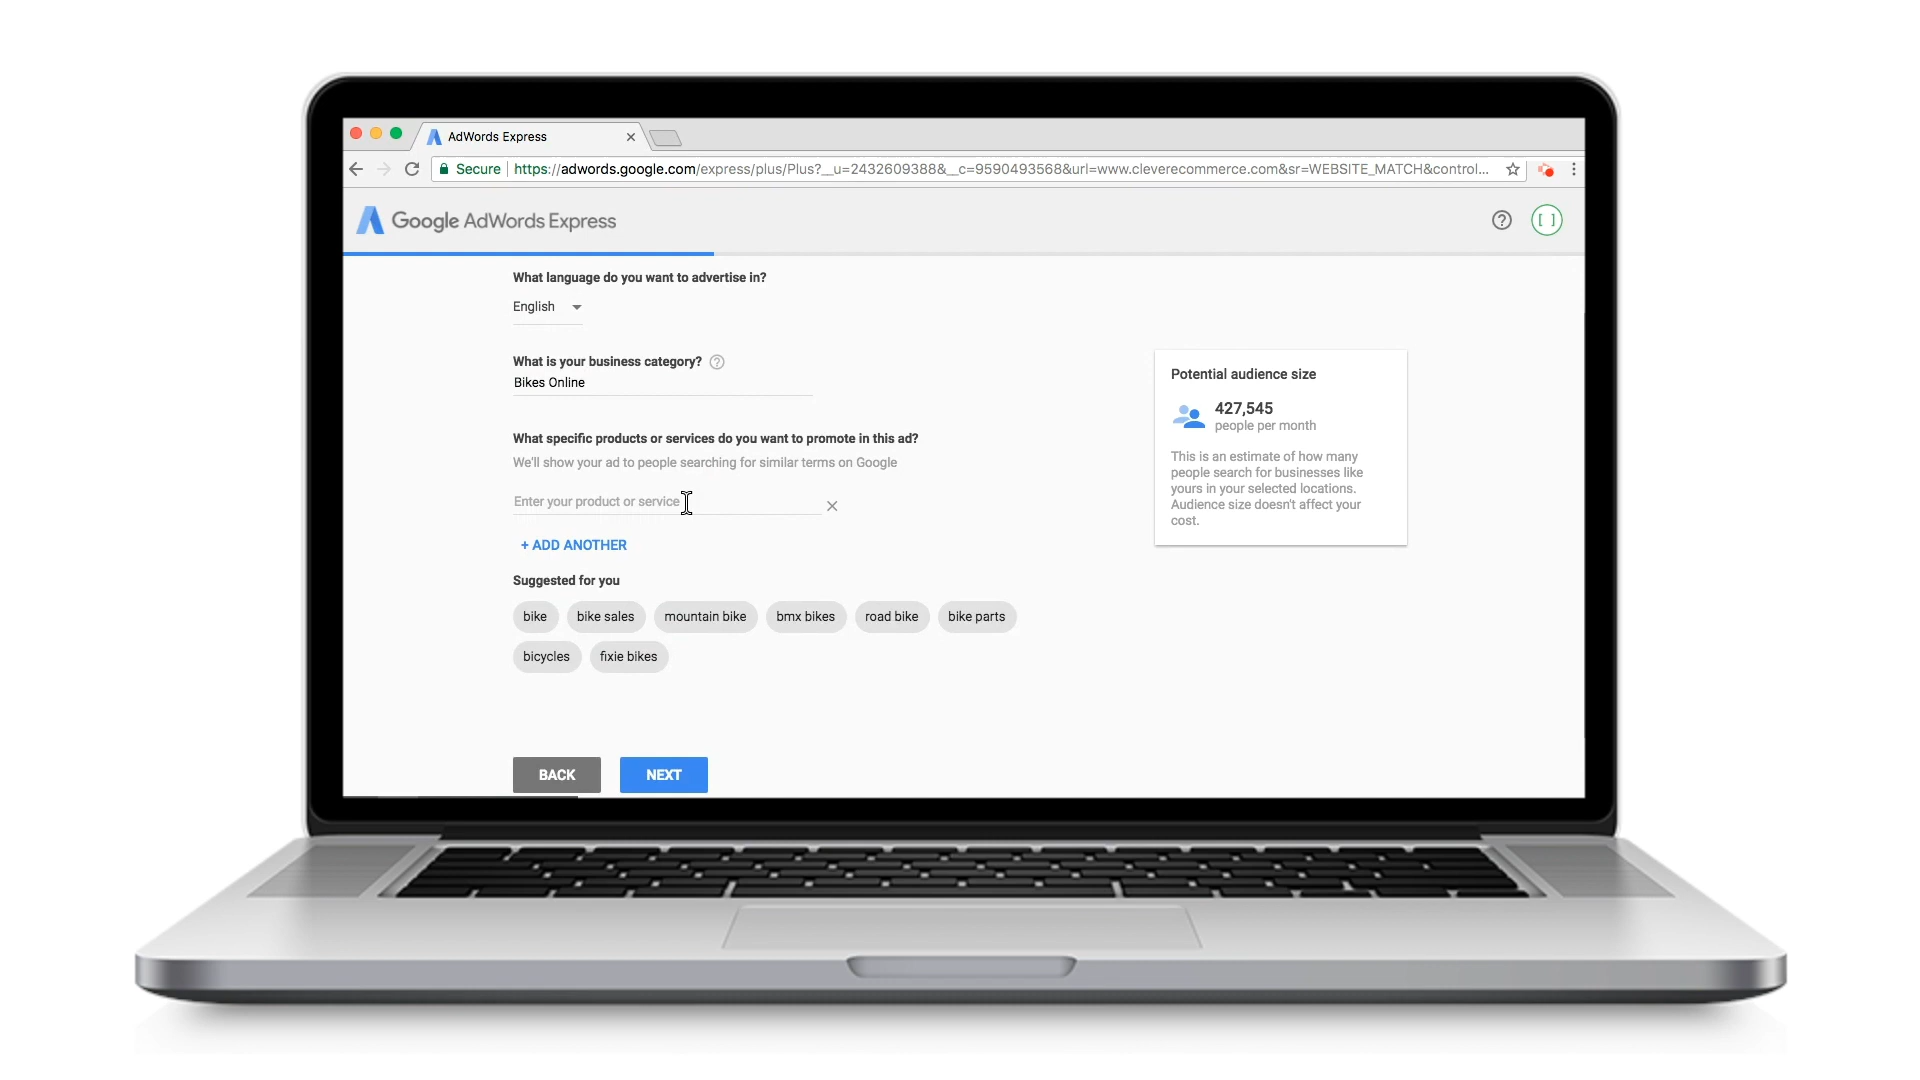 AdWords Express
Secure https://adwords.google.com/express/plus/Plus?__u=2432609388&__c=9590493568&url=www.cleverecommerce.com&sr=WEBSITE_MATCH&control...
Google AdWords Express
What language do you want to advertise in?
English
What is your business category?
Bikes Online
What specific products or services do you want to promote in this ad?
We'll show your ad to people searching for similar terms on Google
Enter your product or service
+ ADD ANOTHER
Suggested for you
bike bike sales mountain bike bmx bikes road bike bike parts
bicycles fixie bikes
BACK NEXT
Potential audience size
427,545
people per month
This is an estimate of how many
people search for businesses like
yours in your selected locations.
Audience size doesn't affect your
cost.